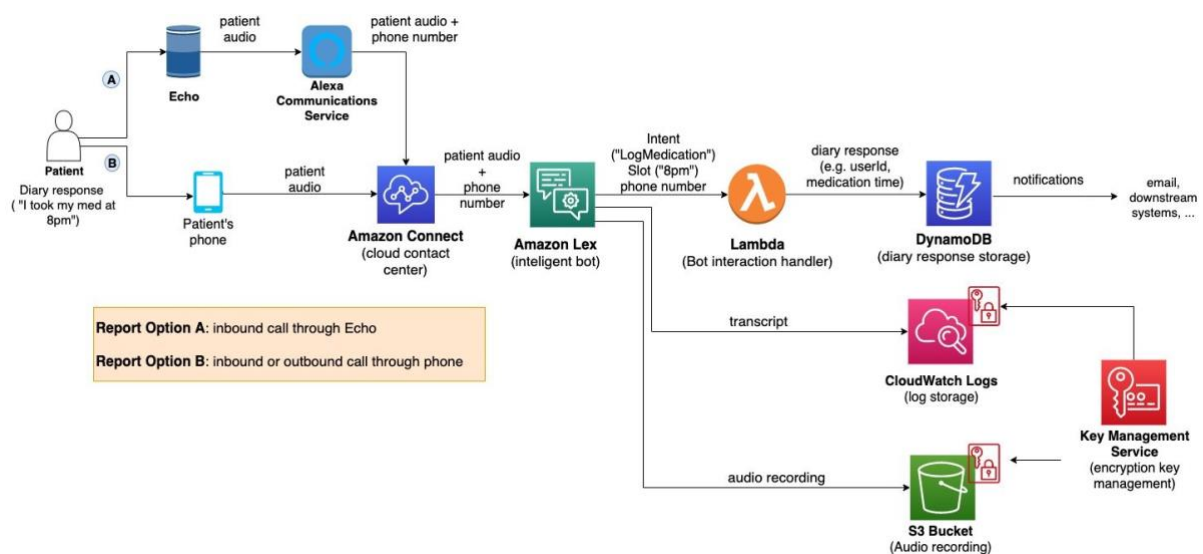 patient
audio
patient audio +
phone number
A
Echo
Alexa
Communications
Service
Patient
Diary response
( "I took my med at
8pm")
B
Patient's
phone
patient
audio
Amazon Connect
(cloud contact
center)
patient audio
+
phone
number
Amazon Lex
(inteligent bot)
Intent
("LogMedication")
Slot ("8pm")
phone number
Lambda
(Bot interaction handler)
diary response
(e.g. userId,
medication time)
DynamoDB
(diary response storage)
notifications
email,
downstream
systems, ...
Report Option A: inbound call through Echo
Report Option B: inbound or outbound call through phone
transcript
CloudWatch Logs
(log storage)
Key Management
Service
(encryption key
management)
audio recording
S3 Bucket
(Audio recording)